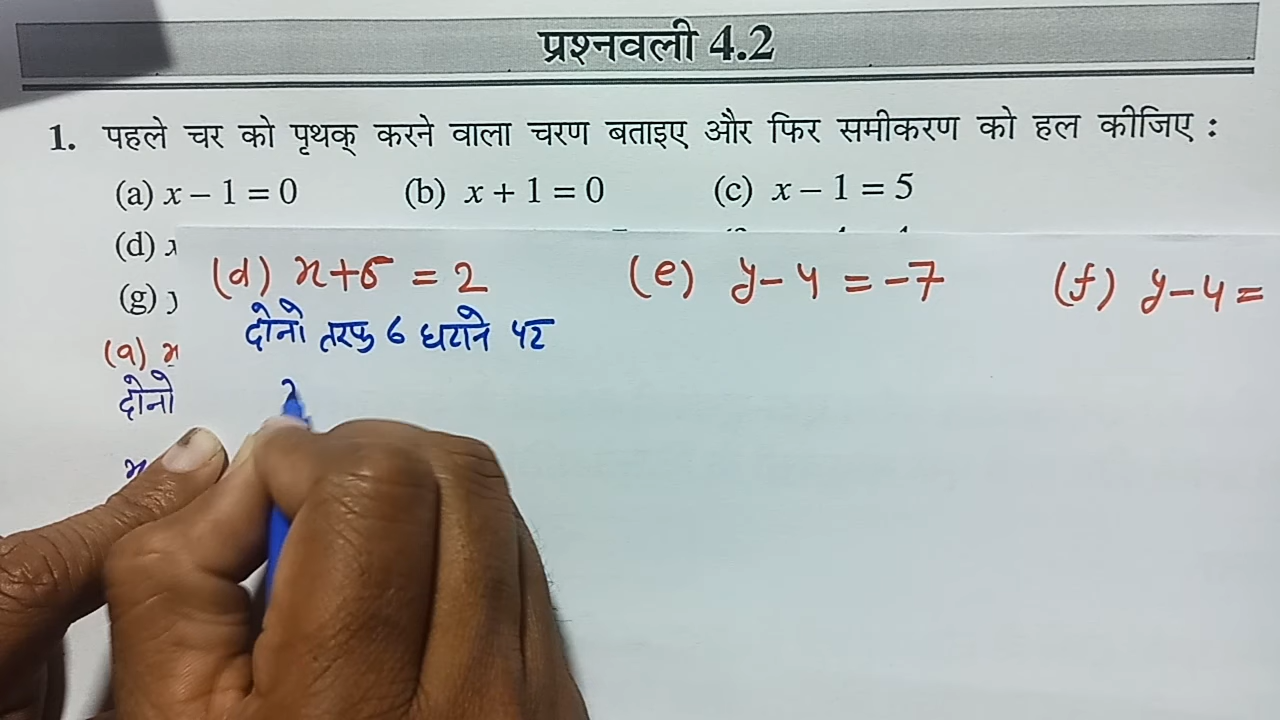 प्रश्नवली 4.2
1. पहले चर को पृथक् करने वाला चरण बताइए और फिर समीकरण को हल कीजिए :
(a) x – 1 = 0 (b) x + 1 = 0 (c) x – 1 = 5
(d)
(d) x+6 = 2 (e) y-4 = -7 (f) y-4 =
(g)
दोनो तरफ 6 घटाने पर
(a) x
दोनो
x